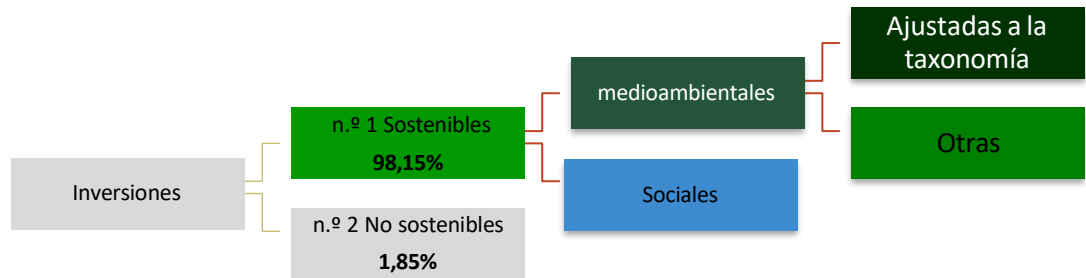 Inversiones
n.º 1 Sostenibles
98,15%
n.º 2 No sostenibles
1,85%
medioambientales
Sociales
Ajustadas a la
taxonomía
Otras